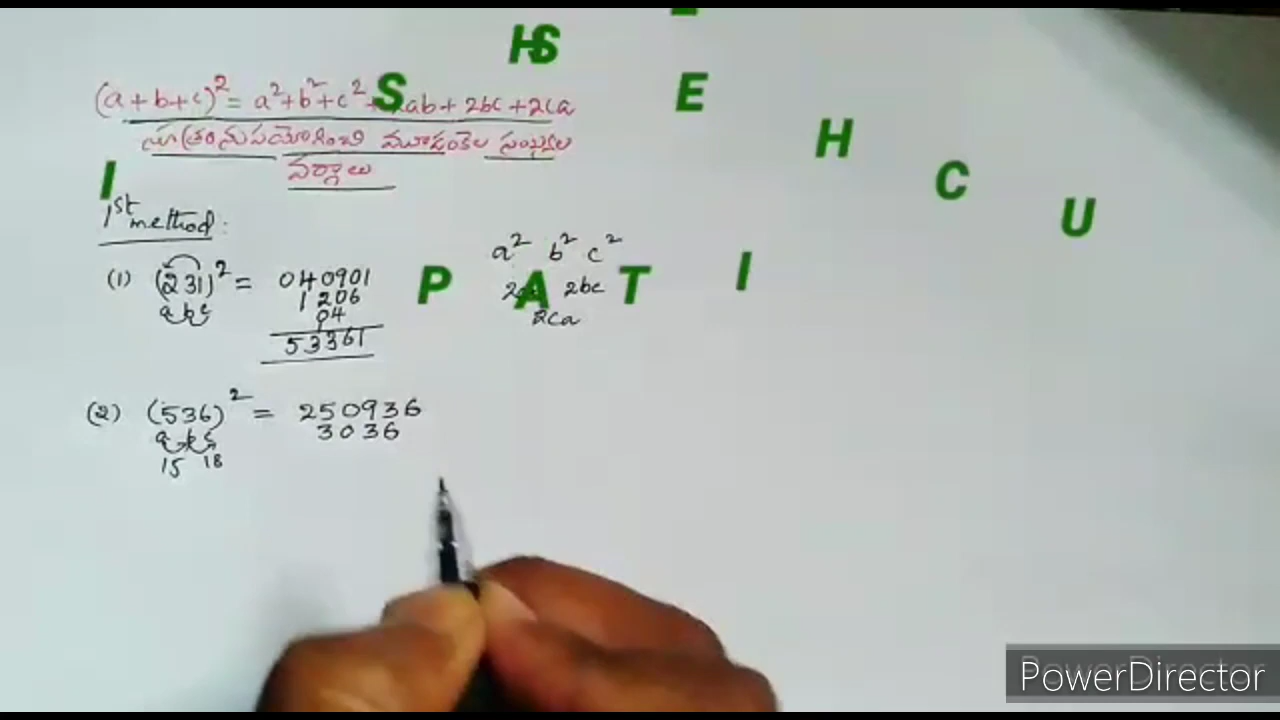 (a+b+c)² = a²+b²+c²+2ab+2bc+2ca
సూత్రంనుపయోగించి మూడంకెల సంఖ్యల
వర్గాలు
1st method:
(1) (231)² = 040901
a b c
1206
04
53361
a² b² c²
2bc
2ca
(2) (536)² = 250936
a b c
3036
15 18
HS
S
E
H
C
U
I
P
A
T
I
PowerDirector